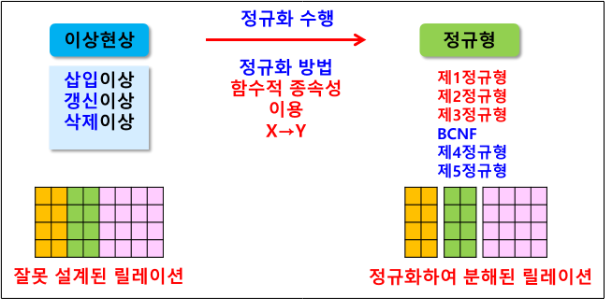 이상현상
삽입이상
갱신이상
삭제이상
정규화 수행
정규화 방법
함수적 종속성
이용
X→Y
정규형
제1정규형
제2정규형
제3정규형
BCNF
제4정규형
제5정규형
잘못 설계된 릴레이션
정규화하여 분해된 릴레이션